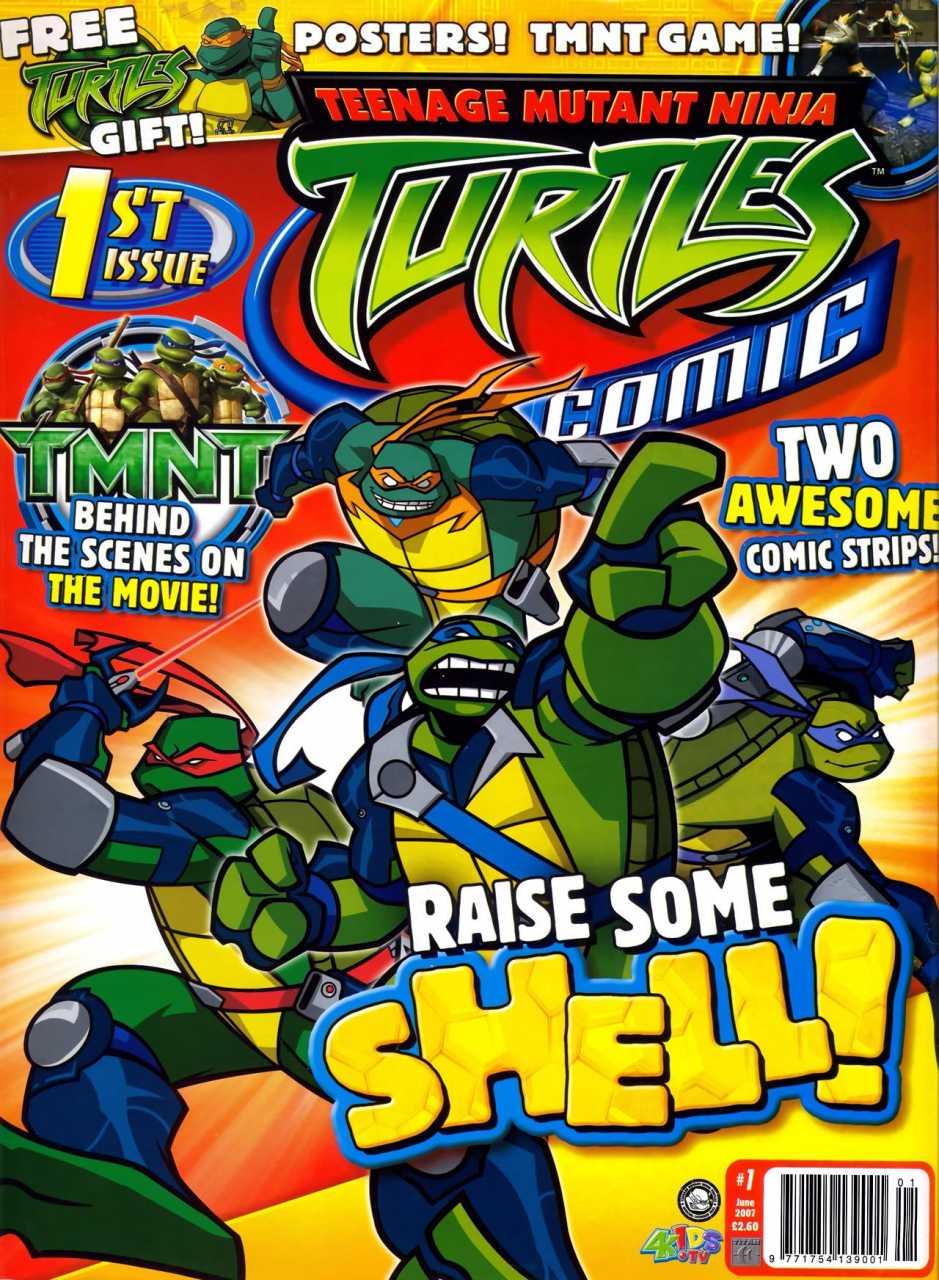 FREE
TURTLES
GIFT!
POSTERS! TMNT GAME!
TEENAGE MUTANT NINJA
TURTLES
TM
COMIC
1ST
ISSUE
TMNT
BEHIND
THE SCENES ON
THE MOVIE!
TWO
AWESOME
COMIC STRIPS!
RAISE SOME
SHELL!
#1
June
2007
£2.60
4KIDS
TV
TITAN
01
9 771754 139001